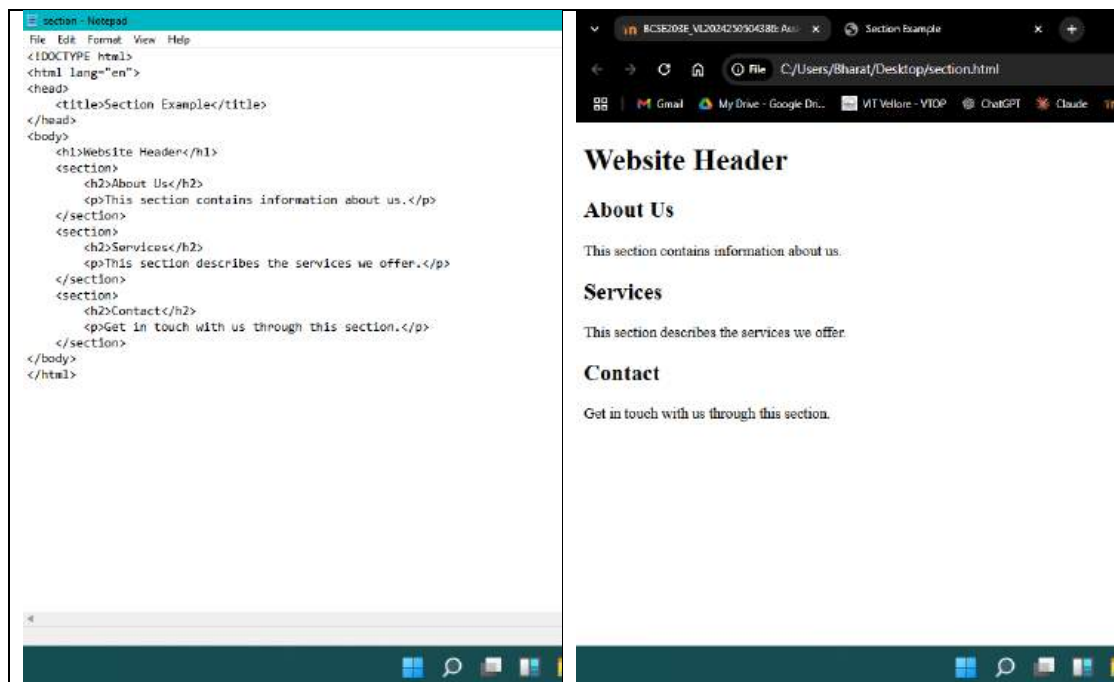 section - Notepad
File Edit Format View Help
<!DOCTYPE html>
<html lang="en">
<head>
    <title>Section Example</title>
</head>
<body>
    <h1>Website Header</h1>
    <section>
        <h2>About Us</h2>
        <p>This section contains information about us.</p>
    </section>
    <section>
        <h2>Services</h2>
        <p>This section describes the services we offer.</p>
    </section>
    <section>
        <h2>Contact</h2>
        <p>Get in touch with us through this section.</p>
    </section>
</body>
</html>
Section Example
File C:/Users/Bharat/Desktop/section.html
Gmail My Drive - Google Dri... VIT Vellore - VTOP ChatGPT Claude
Website Header
About Us
This section contains information about us.
Services
This section describes the services we offer.
Contact
Get in touch with us through this section.